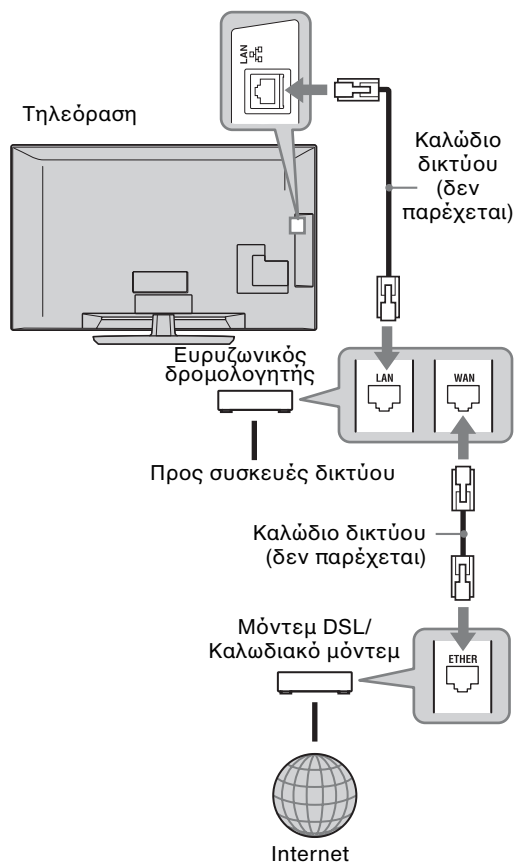 LAN
Τηλεόραση
Καλώδιο
δικτύου
(δεν
παρέχεται)
Ευρυζωνικός
δρομολογητής
LAN
WAN
Προς συσκευές δικτύου
Καλώδιο δικτύου
(δεν παρέχεται)
Μόντεμ DSL/
Καλωδιακό μόντεμ
ETHER
Internet